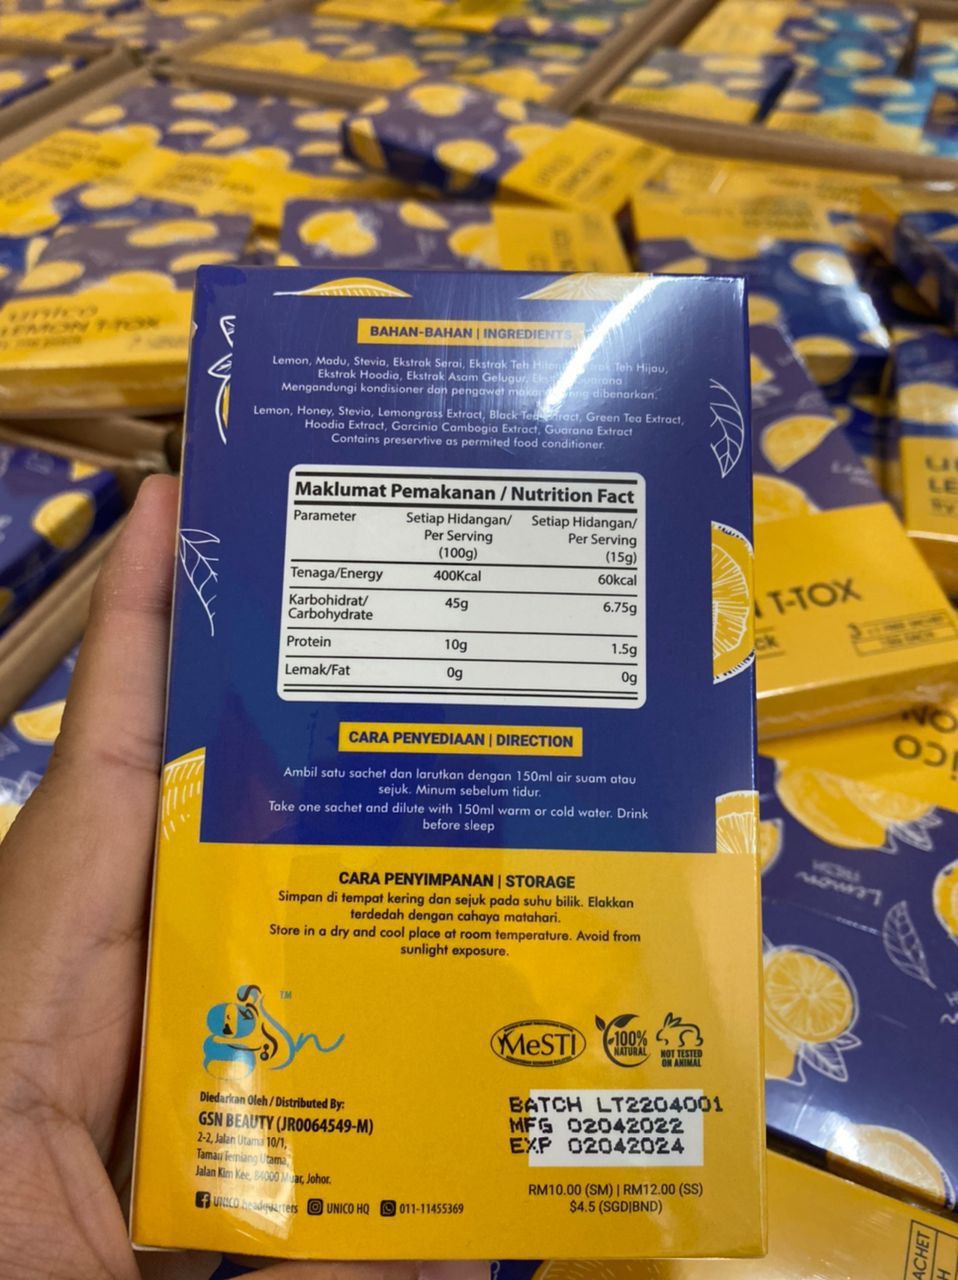 unico
LEMON T-TOX
T-TOX
Lemon
FRESH
BAHAN-BAHAN | INGREDIENTS
Lemon, Madu, Stevia, Ekstrak Serai, Ekstrak Teh Teh Hijau,
Ekstrak Hoodia, Ekstrak Asam Gelugur,
Mengandungi kondisioner dan pengawet dibenarkan.
Lemon, Honey, Stevia, Lemongrass Extract, Black Tea Extract, Green Tea Extract,
Hoodia Extract, Garcinia Cambogia Extract, Guarana Extract
Contains preservtive as permited food conditioner.
Maklumat Pemakanan / Nutrition Fact
Parameter Setiap Hidangan/ Per Serving (100g) Setiap Hidangan/ Per Serving (15g)
Tenaga/Energy 400Kcal 60kcal
Karbohidrat/ Carbohydrate 45g 6.75g
Protein 10g 1.5g
Lemak/Fat 0g 0g
CARA PENYEDIAAN | DIRECTION
Ambil satu sachet dan larutkan dengan 150ml air suam atau
sejuk. Minum sebelum tidur.
Take one sachet and dilute with 150ml warm or cold water. Drink
before sleep
CARA PENYIMPANAN | STORAGE
Simpan di tempat kering dan sejuk pada suhu bilik. Elakkan
terdedah dengan cahaya matahari.
Store in a dry and cool place at room temperature. Avoid from
sunlight exposure.
TM
MeSTI
100%
NATURAL
NOT TESTED
ON ANIMAL
Diedarkan Oleh / Distributed By:
GSN BEAUTY (JR0064549-M)
2-2, Jalan Utama 10/1,
Taman Temiang Utama,
Jalan Kim Kee, 84000 Muar, Johor.
UNICO headquarters UNICO HQ 011-11455369
BATCH LT2204001
MFG 02042022
EXP 02042024
RM10.00 (SM) | RM12.00 (SS)
$4.5 (SGD|BND)